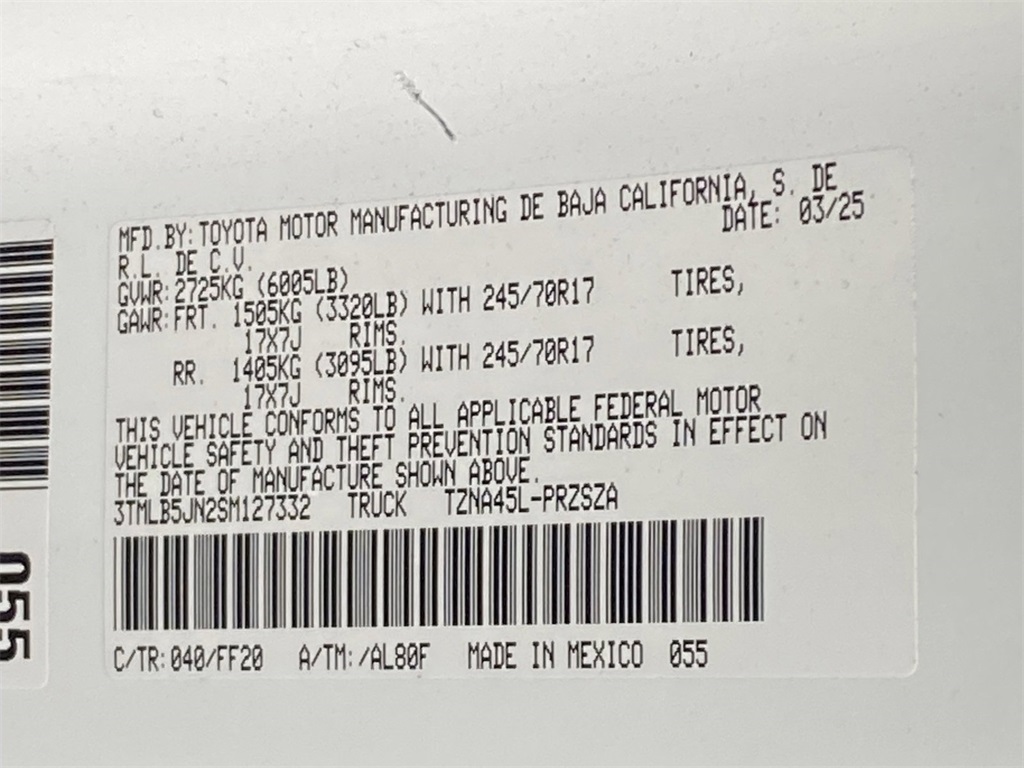 MFD.BY: TOYOTA MOTOR MANUFACTURING DE BAJA CALIFORNIA, S. DE
R.L. DE C.V. DATE: 03/25
GVWR: 2725KG (6005LB)
GAWR: FRT. 1505KG (3320LB) WITH 245/70R17 TIRES,
17X7J RIMS.
RR. 1405KG (3095LB) WITH 245/70R17 TIRES,
17X7J RIMS.
THIS VEHICLE CONFORMS TO ALL APPLICABLE FEDERAL MOTOR
VEHICLE SAFETY AND THEFT PREVENTION STANDARDS IN EFFECT ON
THE DATE OF MANUFACTURE SHOWN ABOVE.
3TMLB5JN2SM127332 TRUCK TZNA45L-PRZSZA
C/TR: 040/FF20 A/TM: /AL80F MADE IN MEXICO 055
055